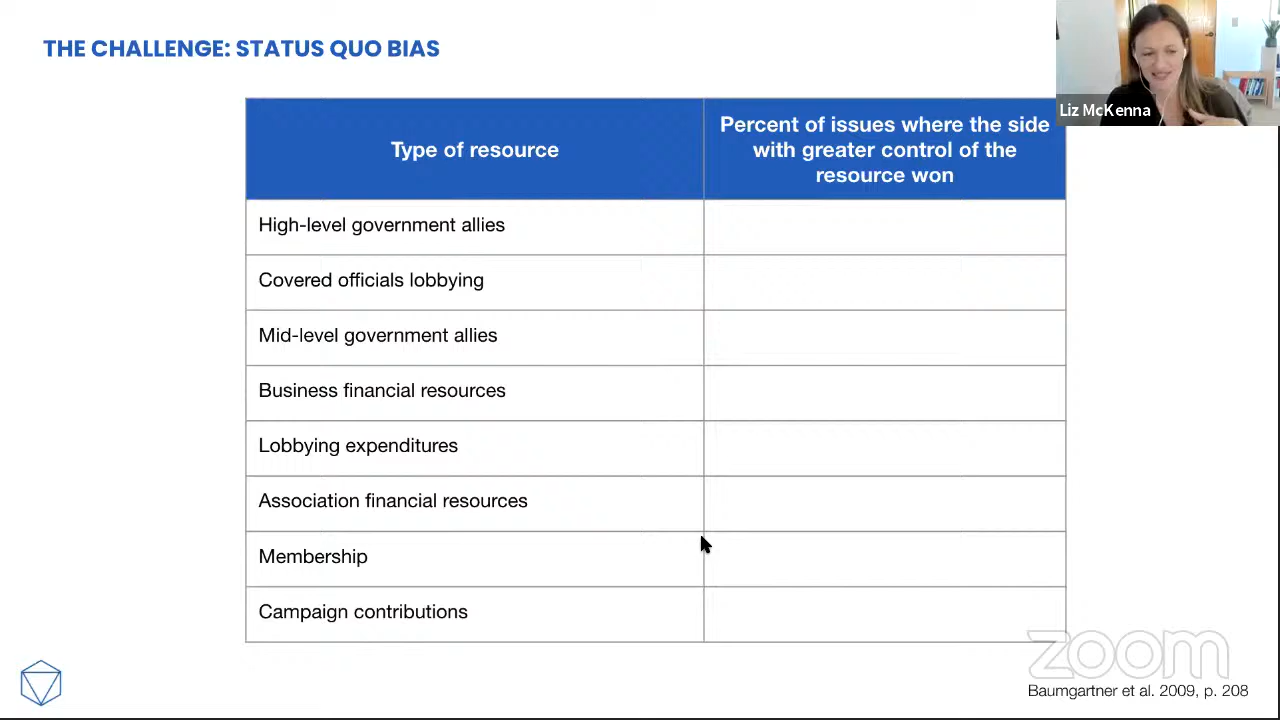 THE CHALLENGE: STATUS QUO BIAS
Liz McKenna
Type of resource
Percent of issues where the side
with greater control of the
resource won
High-level government allies
Covered officials lobbying
Mid-level government allies
Business financial resources
Lobbying expenditures
Association financial resources
Membership
Campaign contributions
zoom
Baumgartner et al. 2009, p. 208